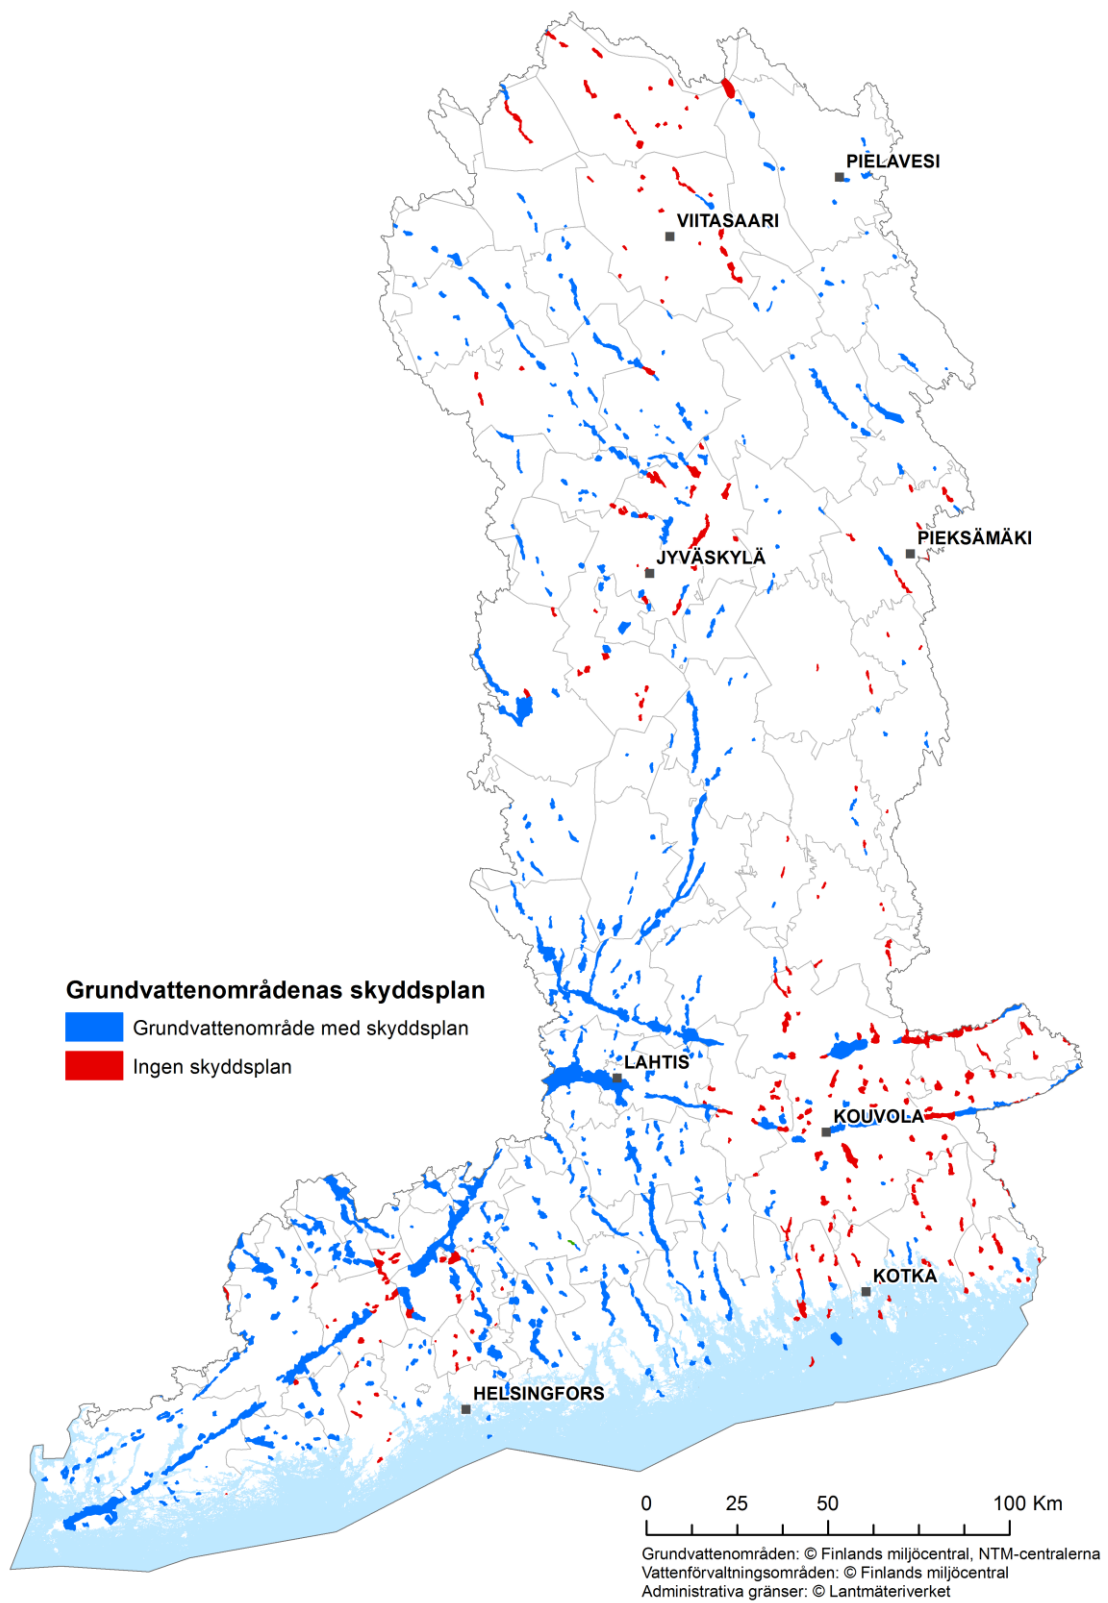 PIELAVESI
VIITASAARI
PIEKSÄMÄKI
JYVÄSKYLÄ
Grundvattenområdenas skyddsplan
Grundvattenområde med skyddsplan
Ingen skyddsplan
LAHTIS
KOUVOLA
KOTKA
HELSINGFORS
0 25 50 100 Km
Grundvattenområden: © Finlands miljöcentral, NTM-centralerna
Vattenförvaltningsområden: © Finlands miljöcentral
Administrativa gränser: © Lantmäteriverket